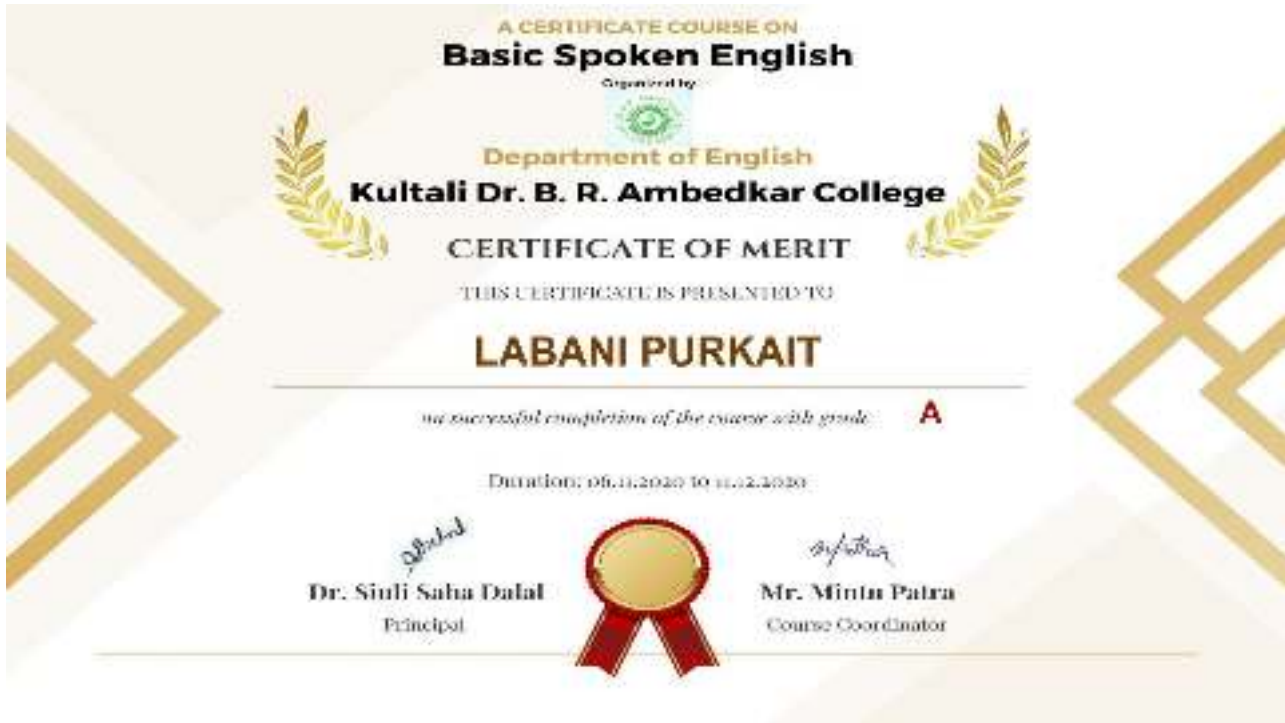 A CERTIFICATE COURSE ON
Basic Spoken English
Organized by
Department of English
Kultali Dr. B. R. Ambedkar College
CERTIFICATE OF MERIT
THIS CERTIFICATE IS PRESENTED TO
LABANI PURKAIT
on successful completion of the course with grade A
Duration: 06.11.2020 to 11.12.2020
Dr. Siuli Saha Dalal
Principal
Mr. Mintu Patra
Course Coordinator